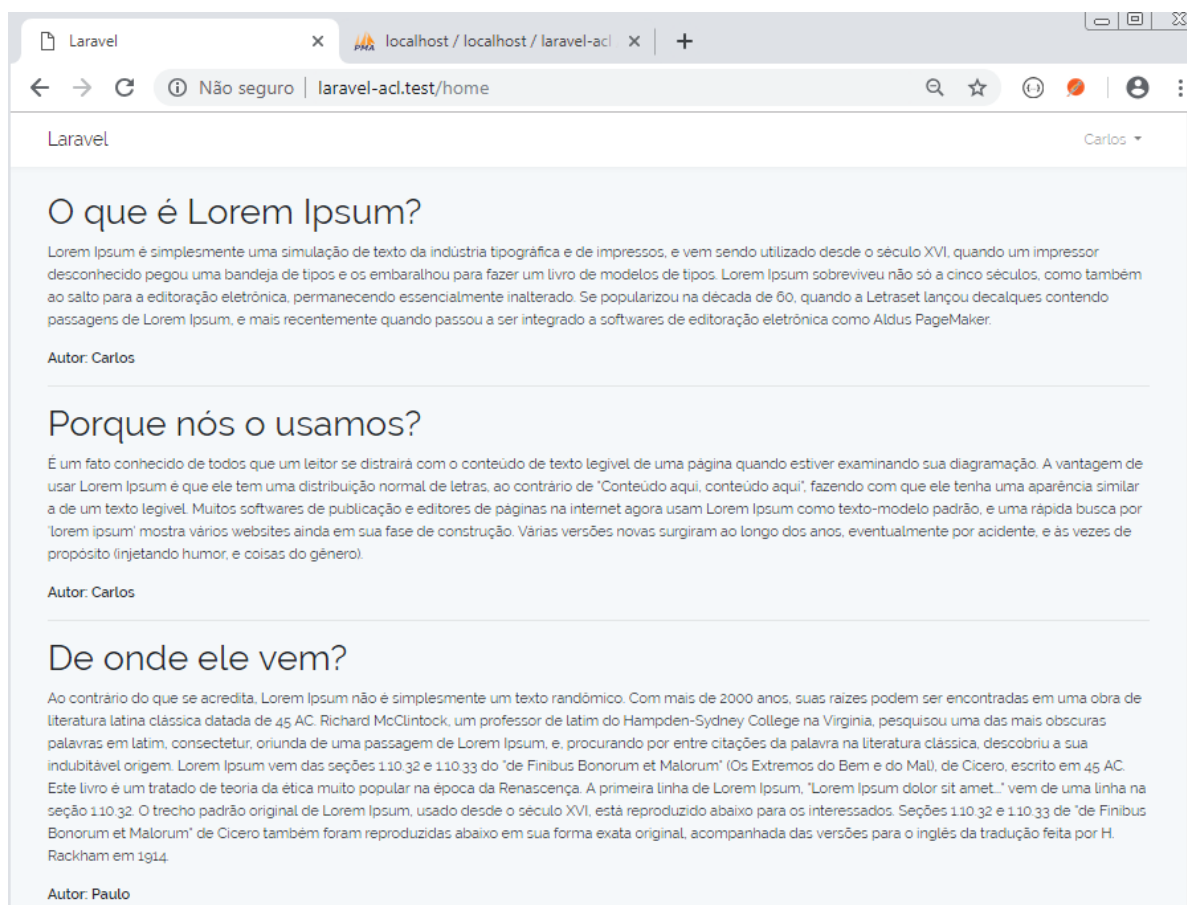 Laravel
PMA localhost / localhost / laravel-acl
Não seguro | laravel-acl.test/home
Laravel
Carlos
O que é Lorem Ipsum?
Lorem Ipsum é simplesmente uma simulação de texto da indústria tipográfica e de impressos, e vem sendo utilizado desde o século XVI, quando um impressor
desconhecido pegou uma bandeja de tipos e os embaralhou para fazer um livro de modelos de tipos. Lorem Ipsum sobreviveu não só a cinco séculos, como também
ao salto para a editoração eletrônica, permanecendo essencialmente inalterado. Se popularizou na década de 60, quando a Letraset lançou decalques contendo
passagens de Lorem Ipsum, e mais recentemente quando passou a ser integrado a softwares de editoração eletrônica como Aldus PageMaker.
Autor: Carlos
Porque nós o usamos?
É um fato conhecido de todos que um leitor se distrairá com o conteúdo de texto legível de uma página quando estiver examinando sua diagramação. A vantagem de
usar Lorem Ipsum é que ele tem uma distribuição normal de letras, ao contrário de "Conteúdo aqui, conteúdo aqui", fazendo com que ele tenha uma aparência similar
a de um texto legível. Muitos softwares de publicação e editores de páginas na internet agora usam Lorem Ipsum como texto-modelo padrão, e uma rápida busca por
'lorem ipsum' mostra vários websites ainda em sua fase de construção. Várias versões novas surgiram ao longo dos anos, eventualmente por acidente, e às vezes de
propósito (injetando humor, e coisas do gênero).
Autor: Carlos
De onde ele vem?
Ao contrário do que se acredita, Lorem Ipsum não é simplesmente um texto randômico. Com mais de 2000 anos, suas raízes podem ser encontradas em uma obra de
literatura latina clássica datada de 45 AC. Richard McClintock, um professor de latim do Hampden-Sydney College na Virginia, pesquisou uma das mais obscuras
palavras em latim, consectetur, oriunda de uma passagem de Lorem Ipsum, e, procurando por entre citações da palavra na literatura clássica, descobriu a sua
indubitável origem. Lorem Ipsum vem das seções 1.10.32 e 1.10.33 do "de Finibus Bonorum et Malorum" (Os Extremos do Bem e do Mal), de Cícero, escrito em 45 AC.
Este livro é um tratado de teoria da ética muito popular na época da Renascença. A primeira linha de Lorem Ipsum, "Lorem Ipsum dolor sit amet..." vem de uma linha na
seção 1.10.32. O trecho padrão original de Lorem Ipsum, usado desde o século XVI, está reproduzido abaixo para os interessados. Seções 1.10.32 e 1.10.33 de "de Finibus
Bonorum et Malorum" de Cicero também foram reproduzidas abaixo em sua forma exata original, acompanhada das versões para o inglês da tradução feita por H.
Rackham em 1914.
Autor: Paulo